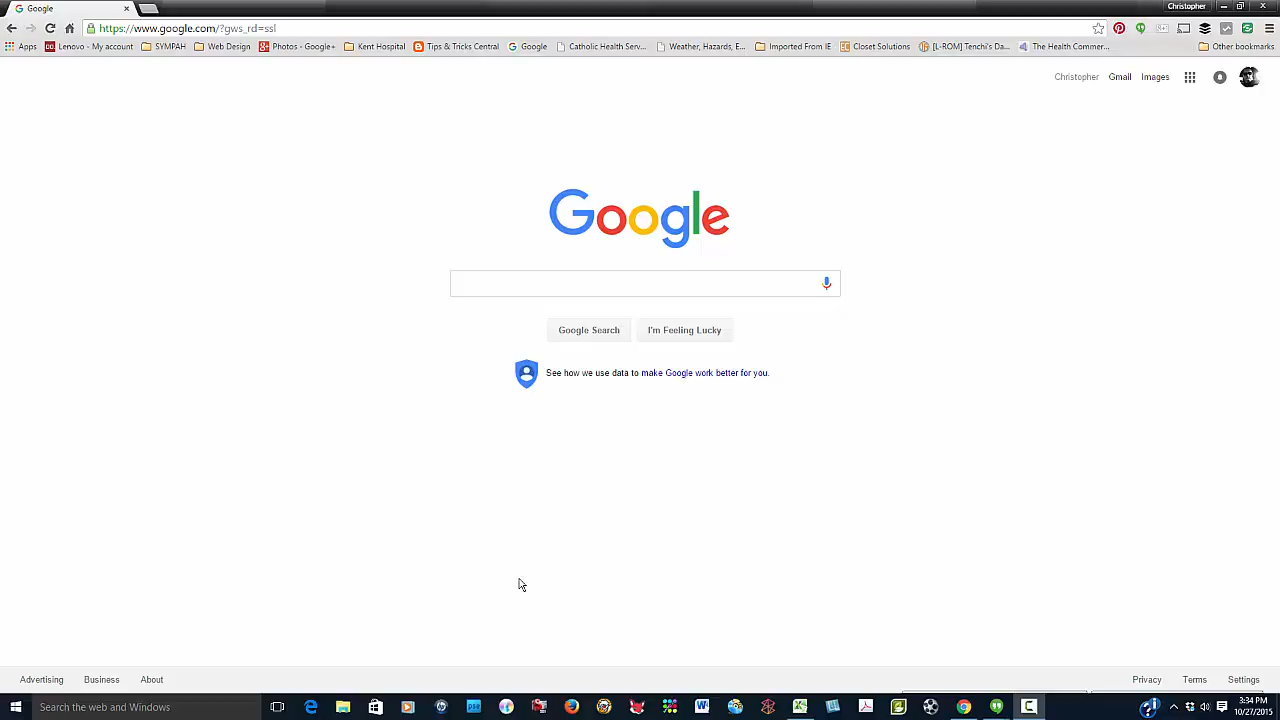 Google
Christopher
https://www.google.com/?gws_rd=ssl
Apps
Lenovo - My account
SYMPAH
Web Design
Photos - Google+
Kent Hospital
Tips & Tricks Central
Google
Catholic Health Serv...
Weather, Hazards, E...
Imported From IE
Closet Solutions
[L-ROM] Tenchi's Da...
The Health Commer...
Other bookmarks
Christopher Gmail Images
Google
Google Search
I'm Feeling Lucky
See how we use data to make Google work better for you.
Advertising
Business
About
Privacy
Terms
Settings
Search the web and Windows
3:34 PM
10/27/2015